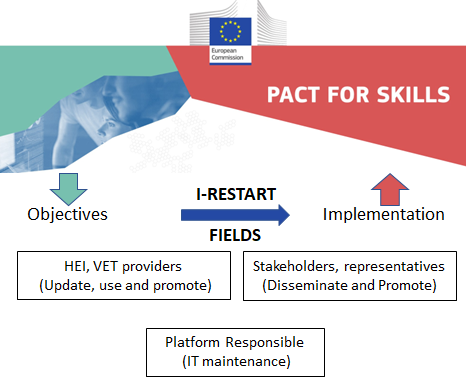 European
Commission
PACT FOR SKILLS
Objectives
I-RESTART
FIELDS
Implementation
HEI, VET providers
(Update, use and promote)
Stakeholders, representatives
(Disseminate and Promote)
Platform Responsible
(IT maintenance)